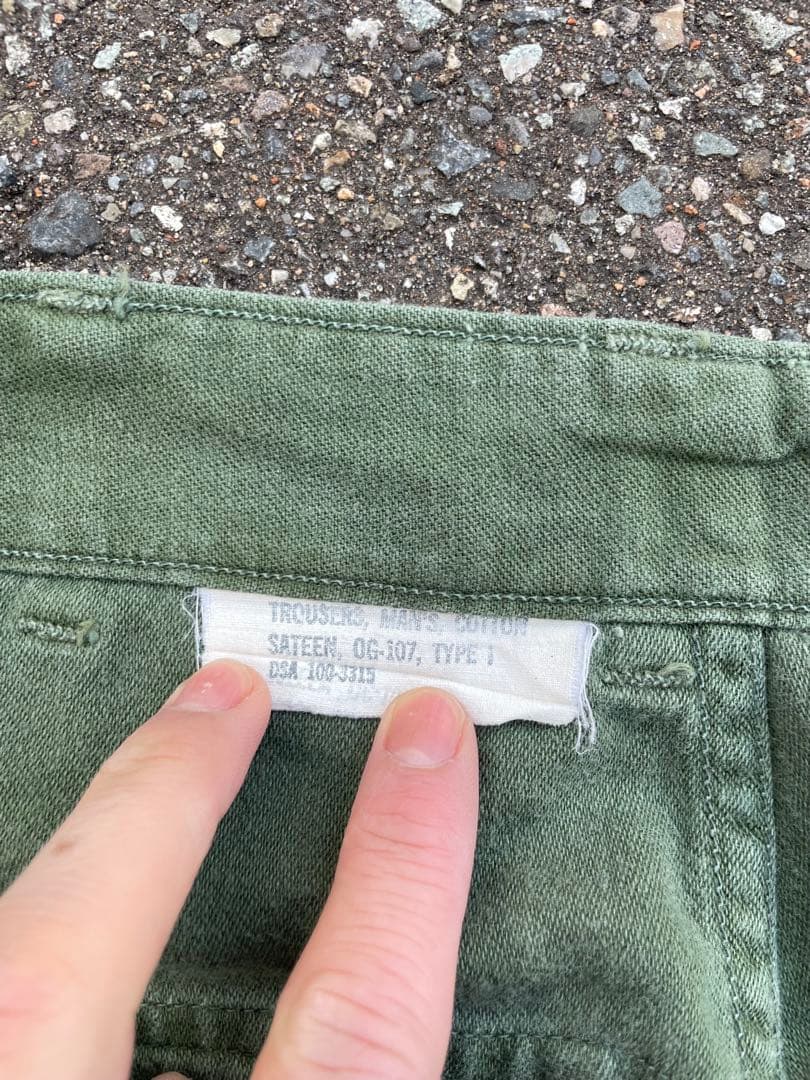 TROUSERS, MAN'S, COTTON
SATEEN, OG-107, TYPE I
DSA 100-3315